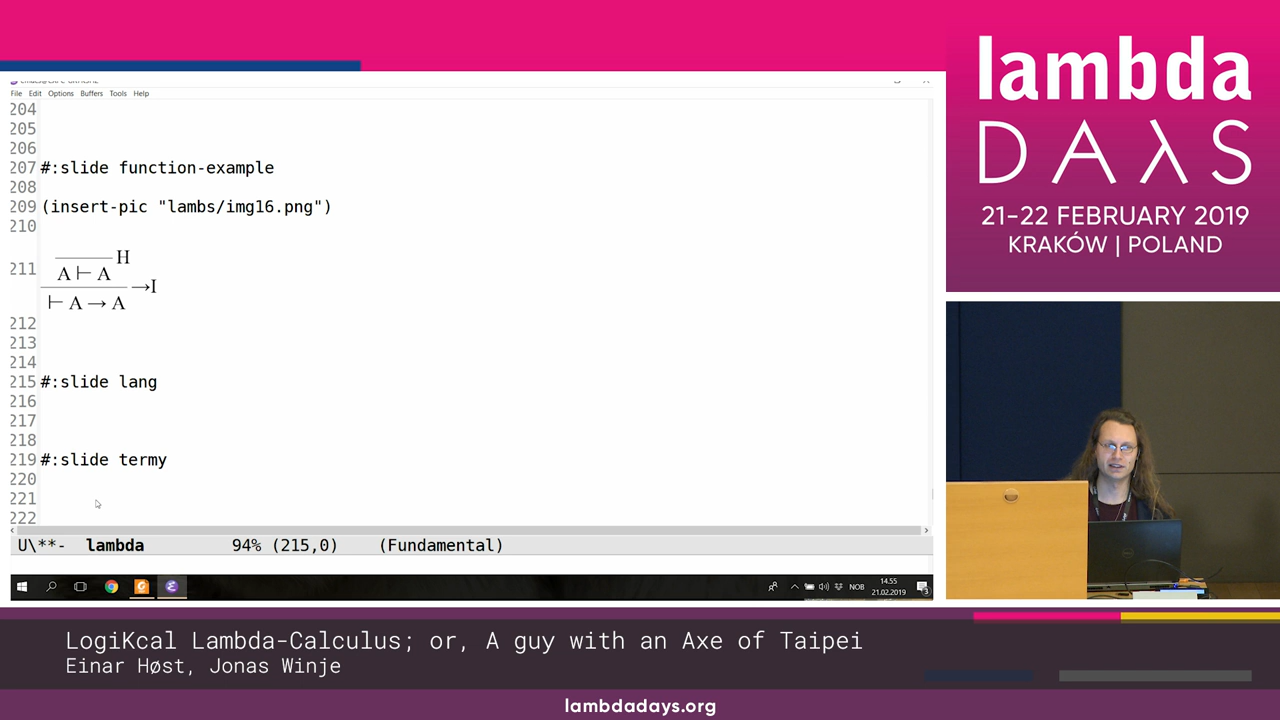 File Edit Options Buffers Tools Help
204
205
206
207 #:slide function-example
208
209 (insert-pic "lambs/img16.png")
210
H
211 A ⊢ A
→I
⊢ A → A
212
213
214
215 #:slide lang
216
217
218
219 #:slide termy
220
221
222
U\**- lambda 94% (215,0) (Fundamental)
NOB 14.55
21.02.2019
lambda
DAλS
21-22 FEBRUARY 2019
KRAKÓW | POLAND
LogiKcal Lambda-Calculus; or, A guy with an Axe of Taipei
Einar Høst, Jonas Winje
lambdadays.org